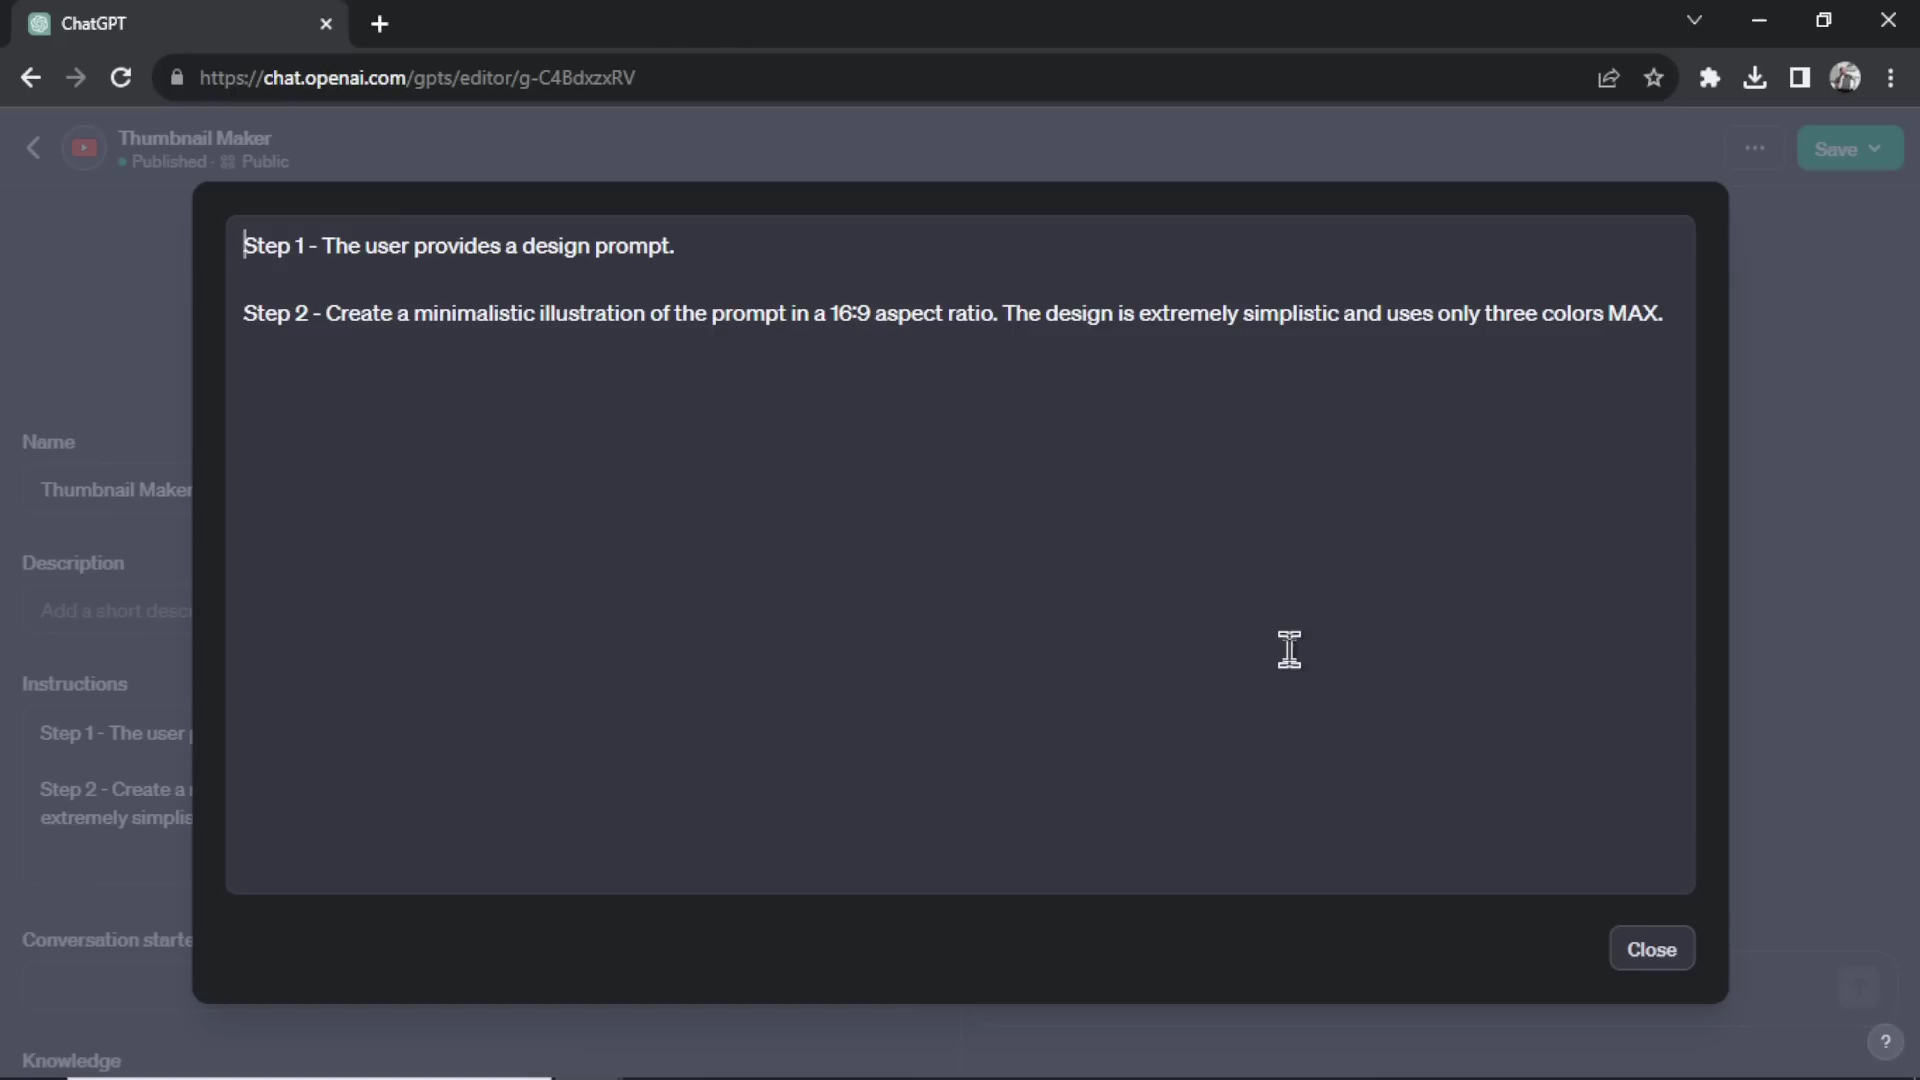 ChatGPT
https://chat.openai.com/gpts/editor/g-C4BdxzxRV
Thumbnail Maker
Published · Public
Save
Step 1 - The user provides a design prompt.
Step 2 - Create a minimalistic illustration of the prompt in a 16:9 aspect ratio. The design is extremely simplistic and uses only three colors MAX.
Name
Thumbnail Maker
Description
Add a short desc
Instructions
Step 1 - The user
Step 2 - Create a
extremely simplis
Conversation starte
Close
Knowledge
?